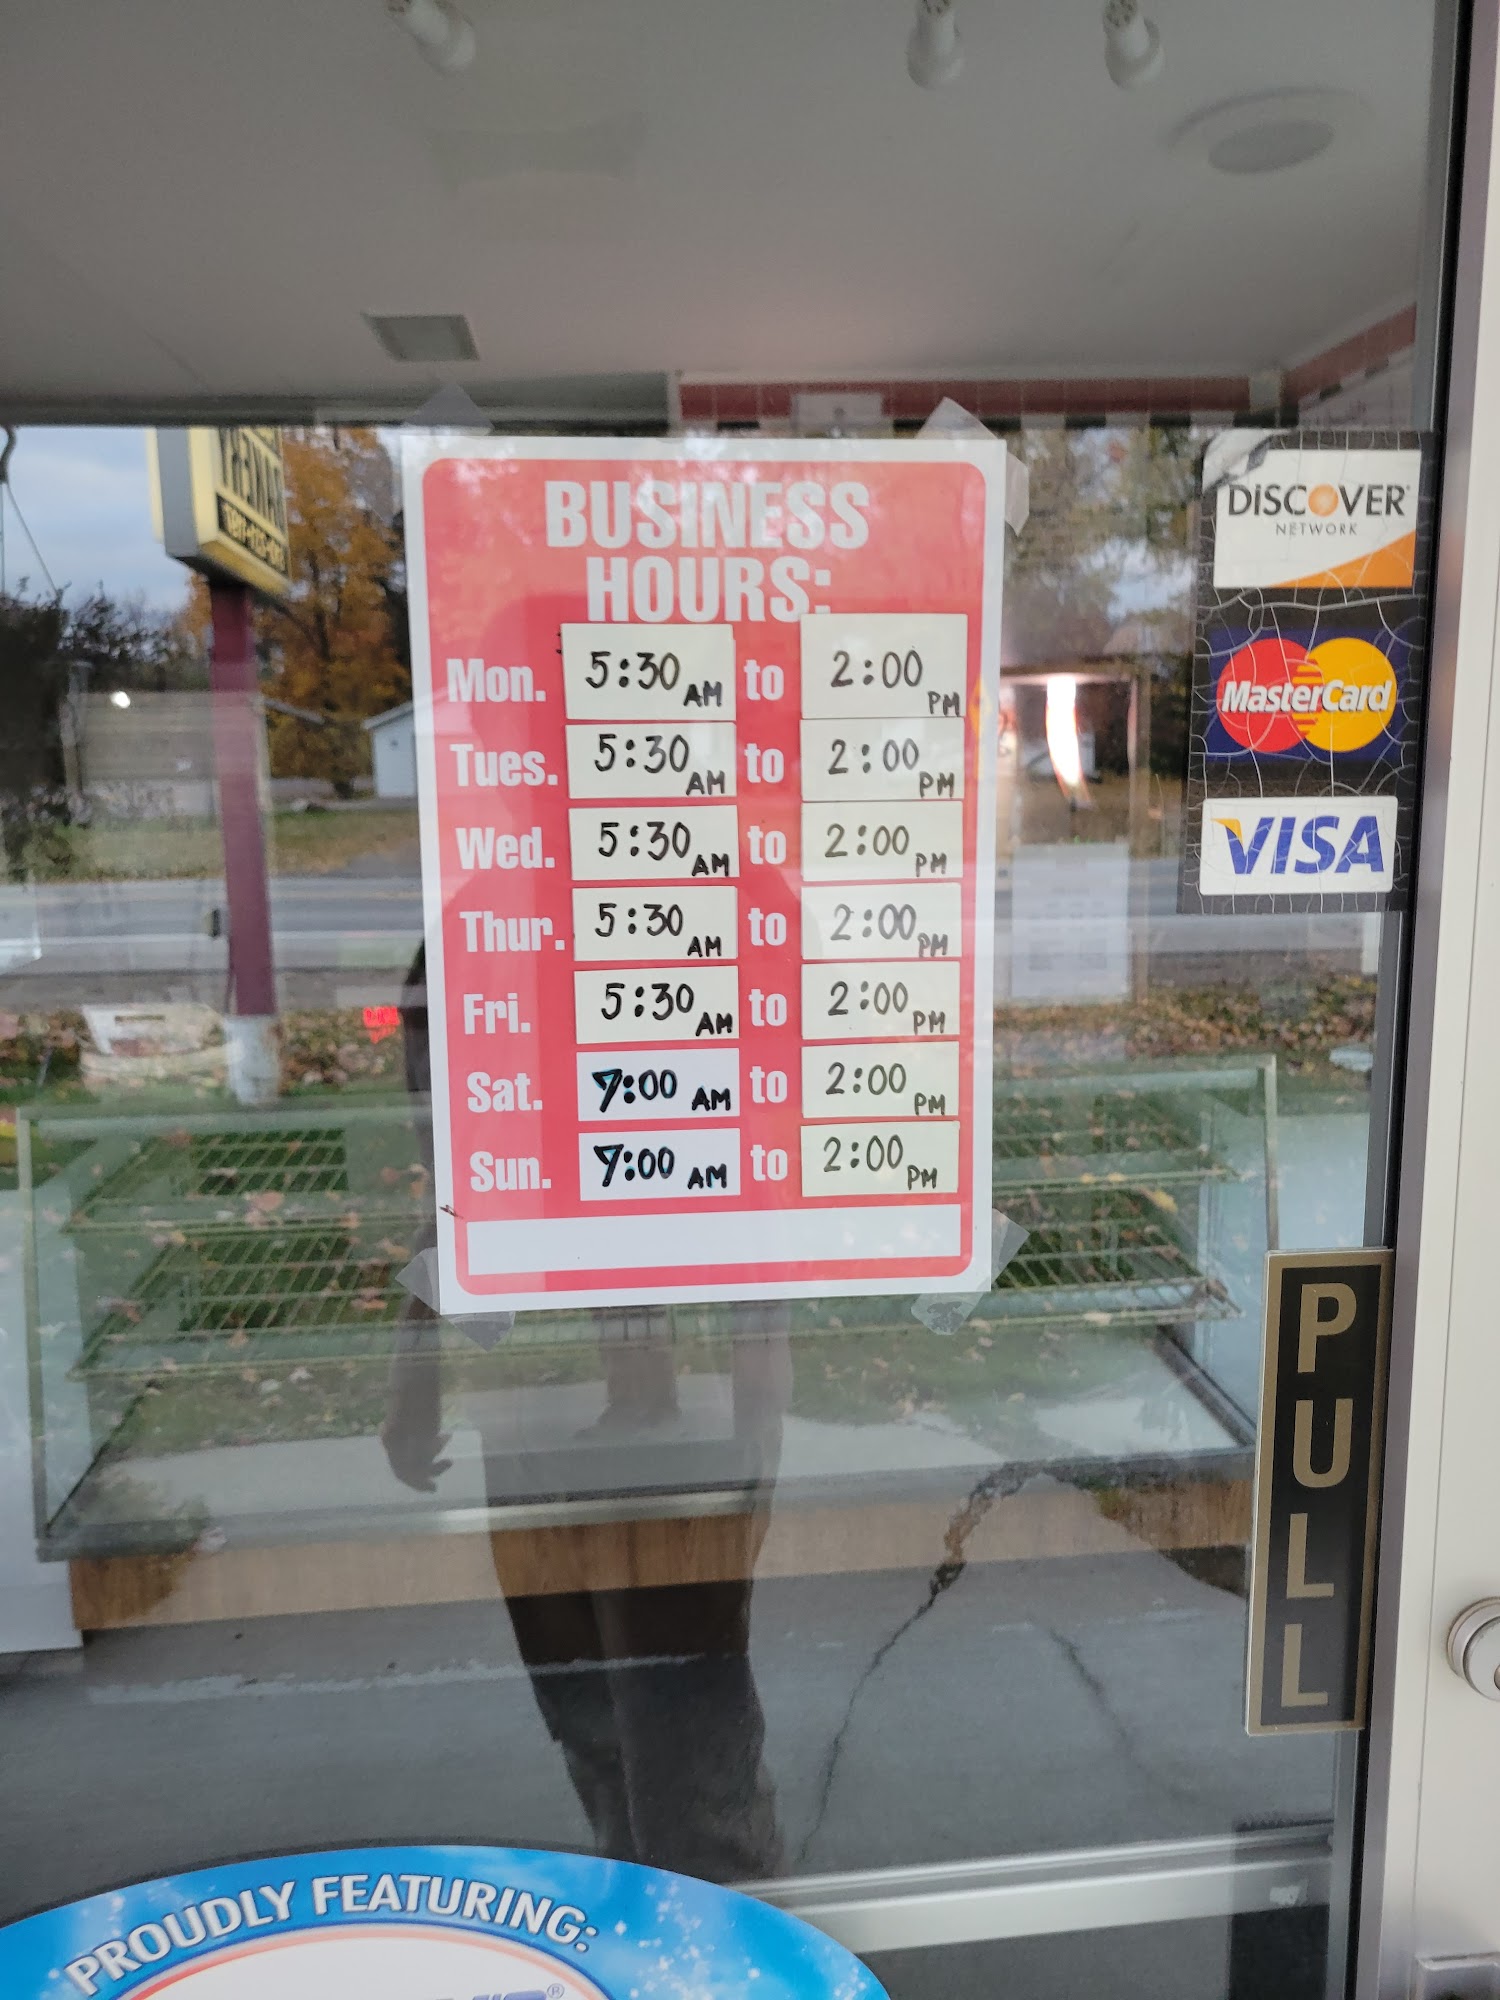 BUSINESS
HOURS:
Mon. 5:30 AM to 2:00 PM
Tues. 5:30 AM to 2:00 PM
Wed. 5:30 AM to 2:00 PM
Thur. 5:30 AM to 2:00 PM
Fri. 5:30 AM to 2:00 PM
Sat. 7:00 AM to 2:00 PM
Sun. 7:00 AM to 2:00 PM
DISCOVER
NETWORK
MasterCard
VISA
PULL
PROUDLY FEATURING: